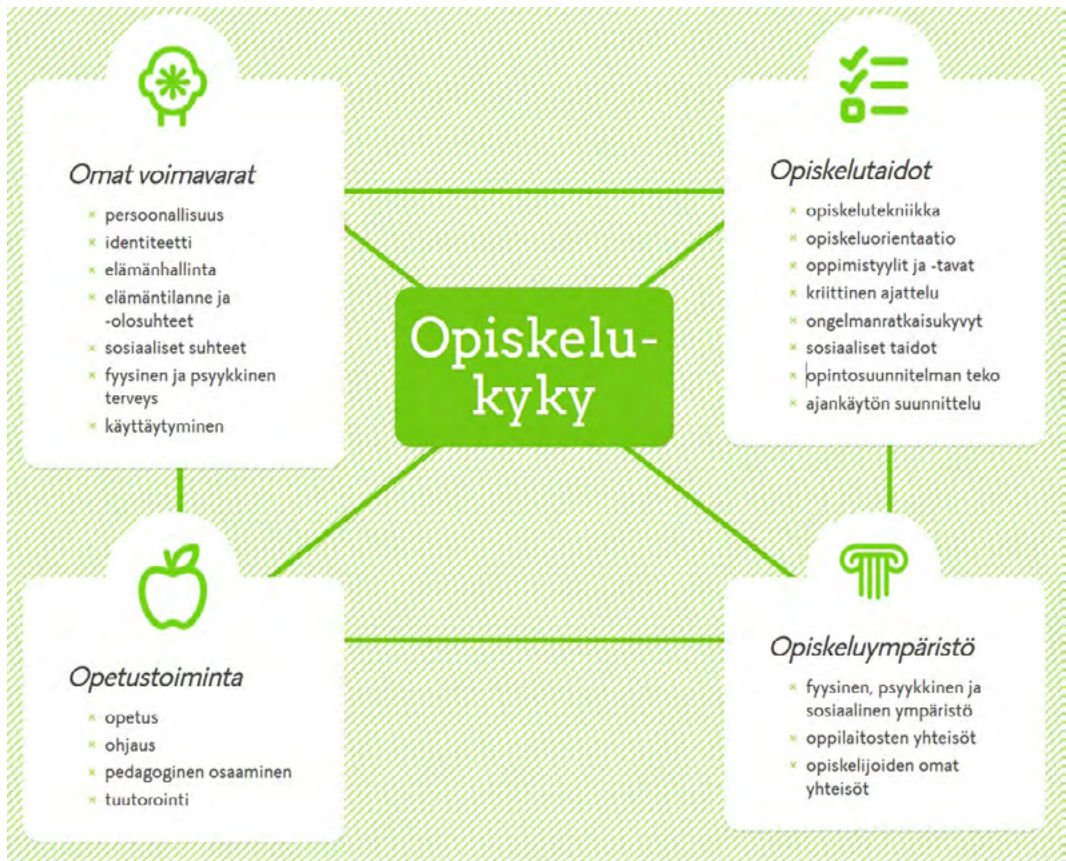 Omat voimavarat
persoonallisuus
identiteetti
elämänhallinta
elämäntilanne ja
-olosuhteet
sosiaaliset suhteet
fyysinen ja psyykkinen
terveys
käyttäytyminen
Opiskelutaidot
opiskelutekniikka
opiskeluorientaatio
oppimistyylit ja -tavat
kriittinen ajattelu
ongelmanratkaisukyvyt
sosiaaliset taidot
opintosuunnitelman teko
ajankäytön suunnittelu
Opiskelu-
kyky
Opetustoiminta
opetus
ohjaus
pedagoginen osaaminen
tuutorointi
Opiskeluympäristö
fyysinen, psyykkinen ja
sosiaalinen ympäristö
oppilaitosten yhteisöt
opiskelijoiden omat
yhteisöt